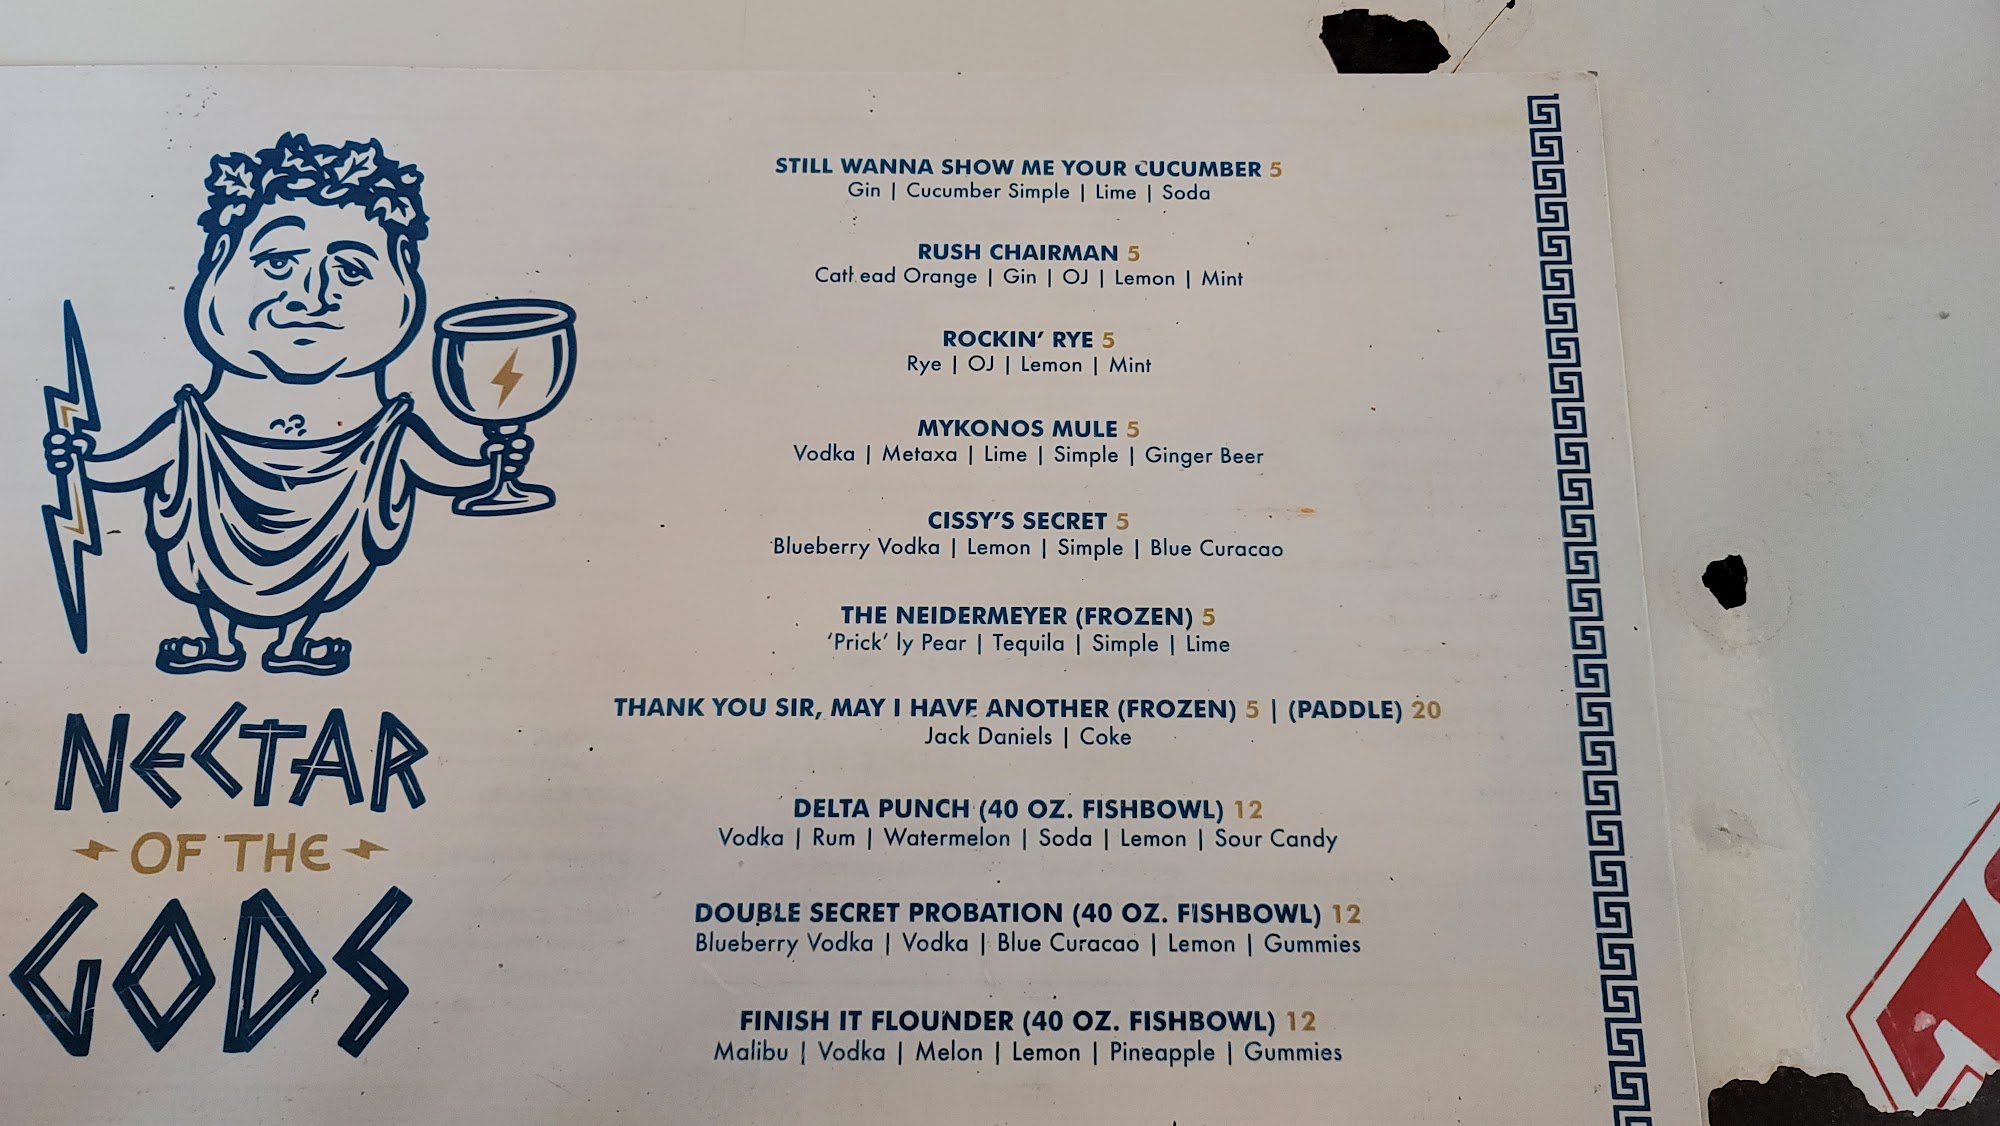 NECTAR
OF THE
GODS
STILL WANNA SHOW ME YOUR CUCUMBER 5
Gin | Cucumber Simple | Lime | Soda
RUSH CHAIRMAN 5
Cathead Orange | Gin | OJ | Lemon | Mint
ROCKIN' RYE 5
Rye | OJ | Lemon | Mint
MYKONOS MULE 5
Vodka | Metaxa | Lime | Simple | Ginger Beer
CISSY'S SECRET 5
Blueberry Vodka | Lemon | Simple | Blue Curacao
THE NEIDERMEYER (FROZEN) 5
'Prick' ly Pear | Tequila | Simple | Lime
THANK YOU SIR, MAY I HAVE ANOTHER (FROZEN) 5 | (PADDLE) 20
Jack Daniels | Coke
DELTA PUNCH (40 OZ. FISHBOWL) 12
Vodka | Rum | Watermelon | Soda | Lemon | Sour Candy
DOUBLE SECRET PROBATION (40 OZ. FISHBOWL) 12
Blueberry Vodka | Vodka | Blue Curacao | Lemon | Gummies
FINISH IT FLOUNDER (40 OZ. FISHBOWL) 12
Malibu | Vodka | Melon | Lemon | Pineapple | Gummies